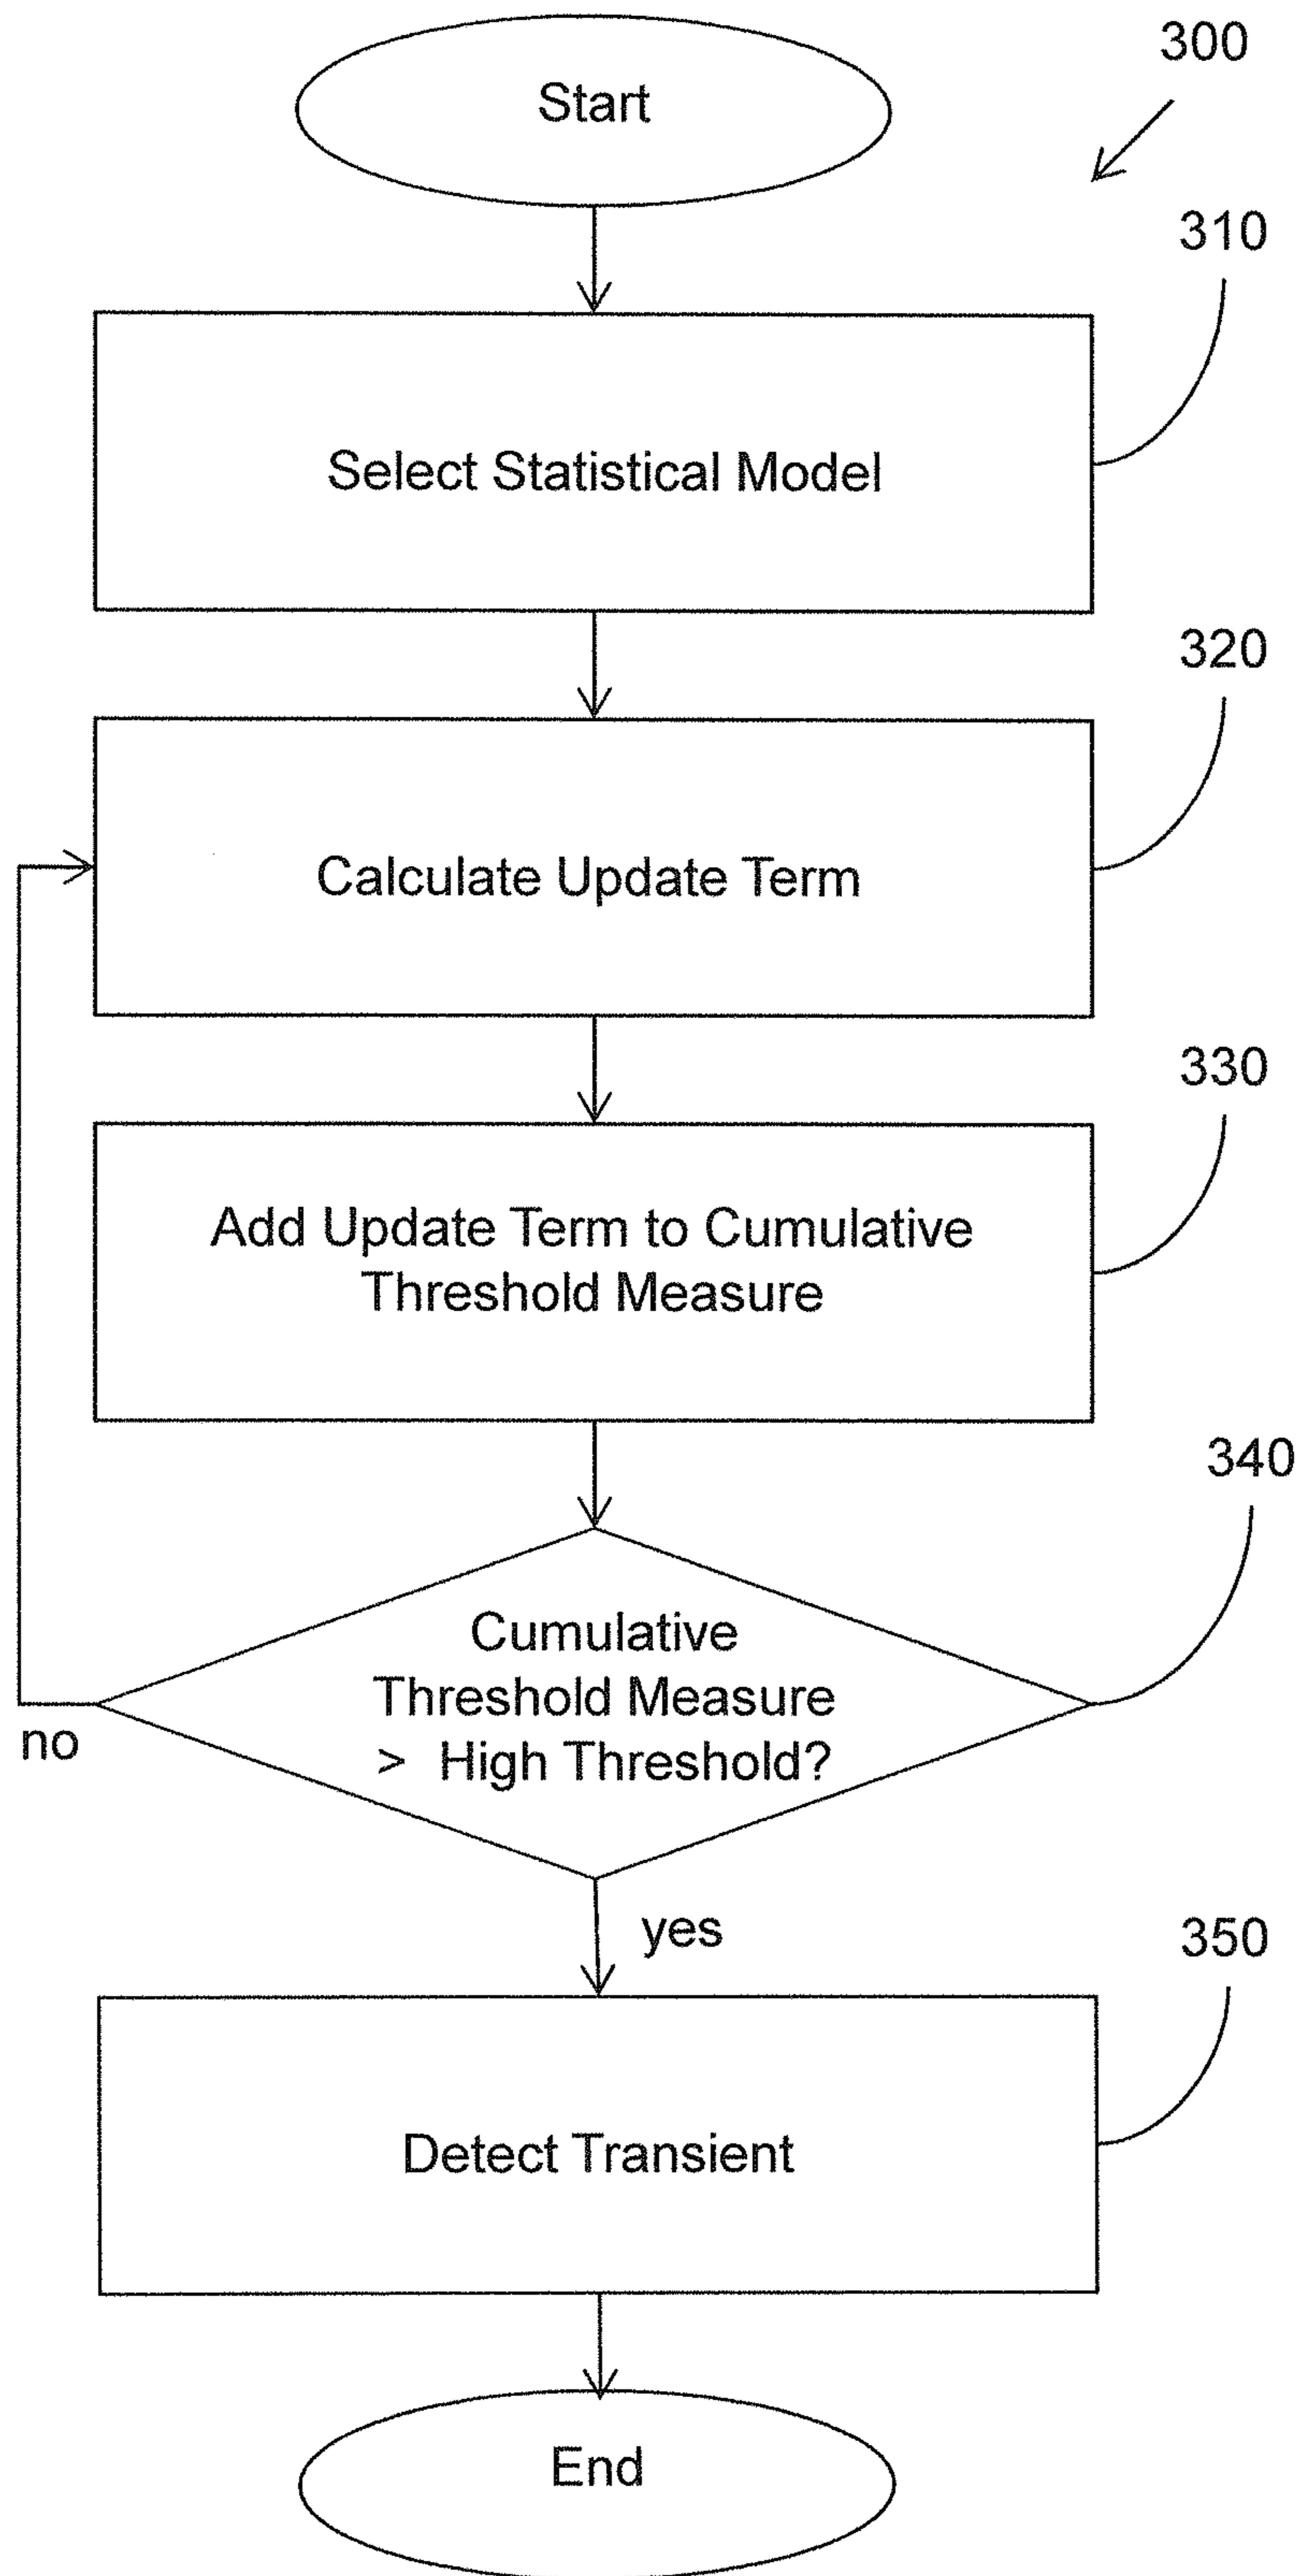 Start
300
310
Select Statistical Model
320
Calculate Update Term
330
Add Update Term to Cumulative
Threshold Measure
340
Cumulative
Threshold Measure
> High Threshold?
no
yes
350
Detect Transient
End